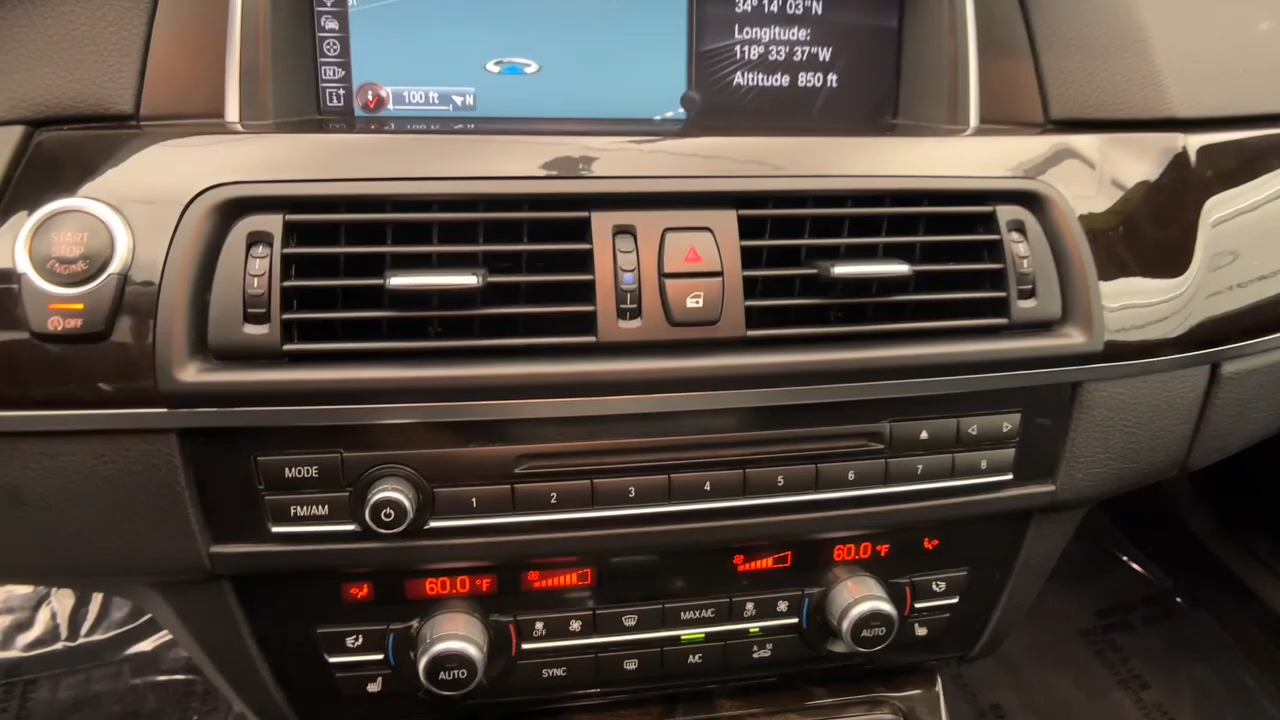 34° 14' 03"N
Longitude:
118° 33' 37"W
Altitude 850 ft
100 ft
N
START
STOP
ENGINE
A OFF
MODE
FM/AM
1 2 3 4 5 6 7 8
60.0 °F
60.0 °F
OFF
MAX A/C
OFF
AUTO
AUTO
SYNC
A/C
A M